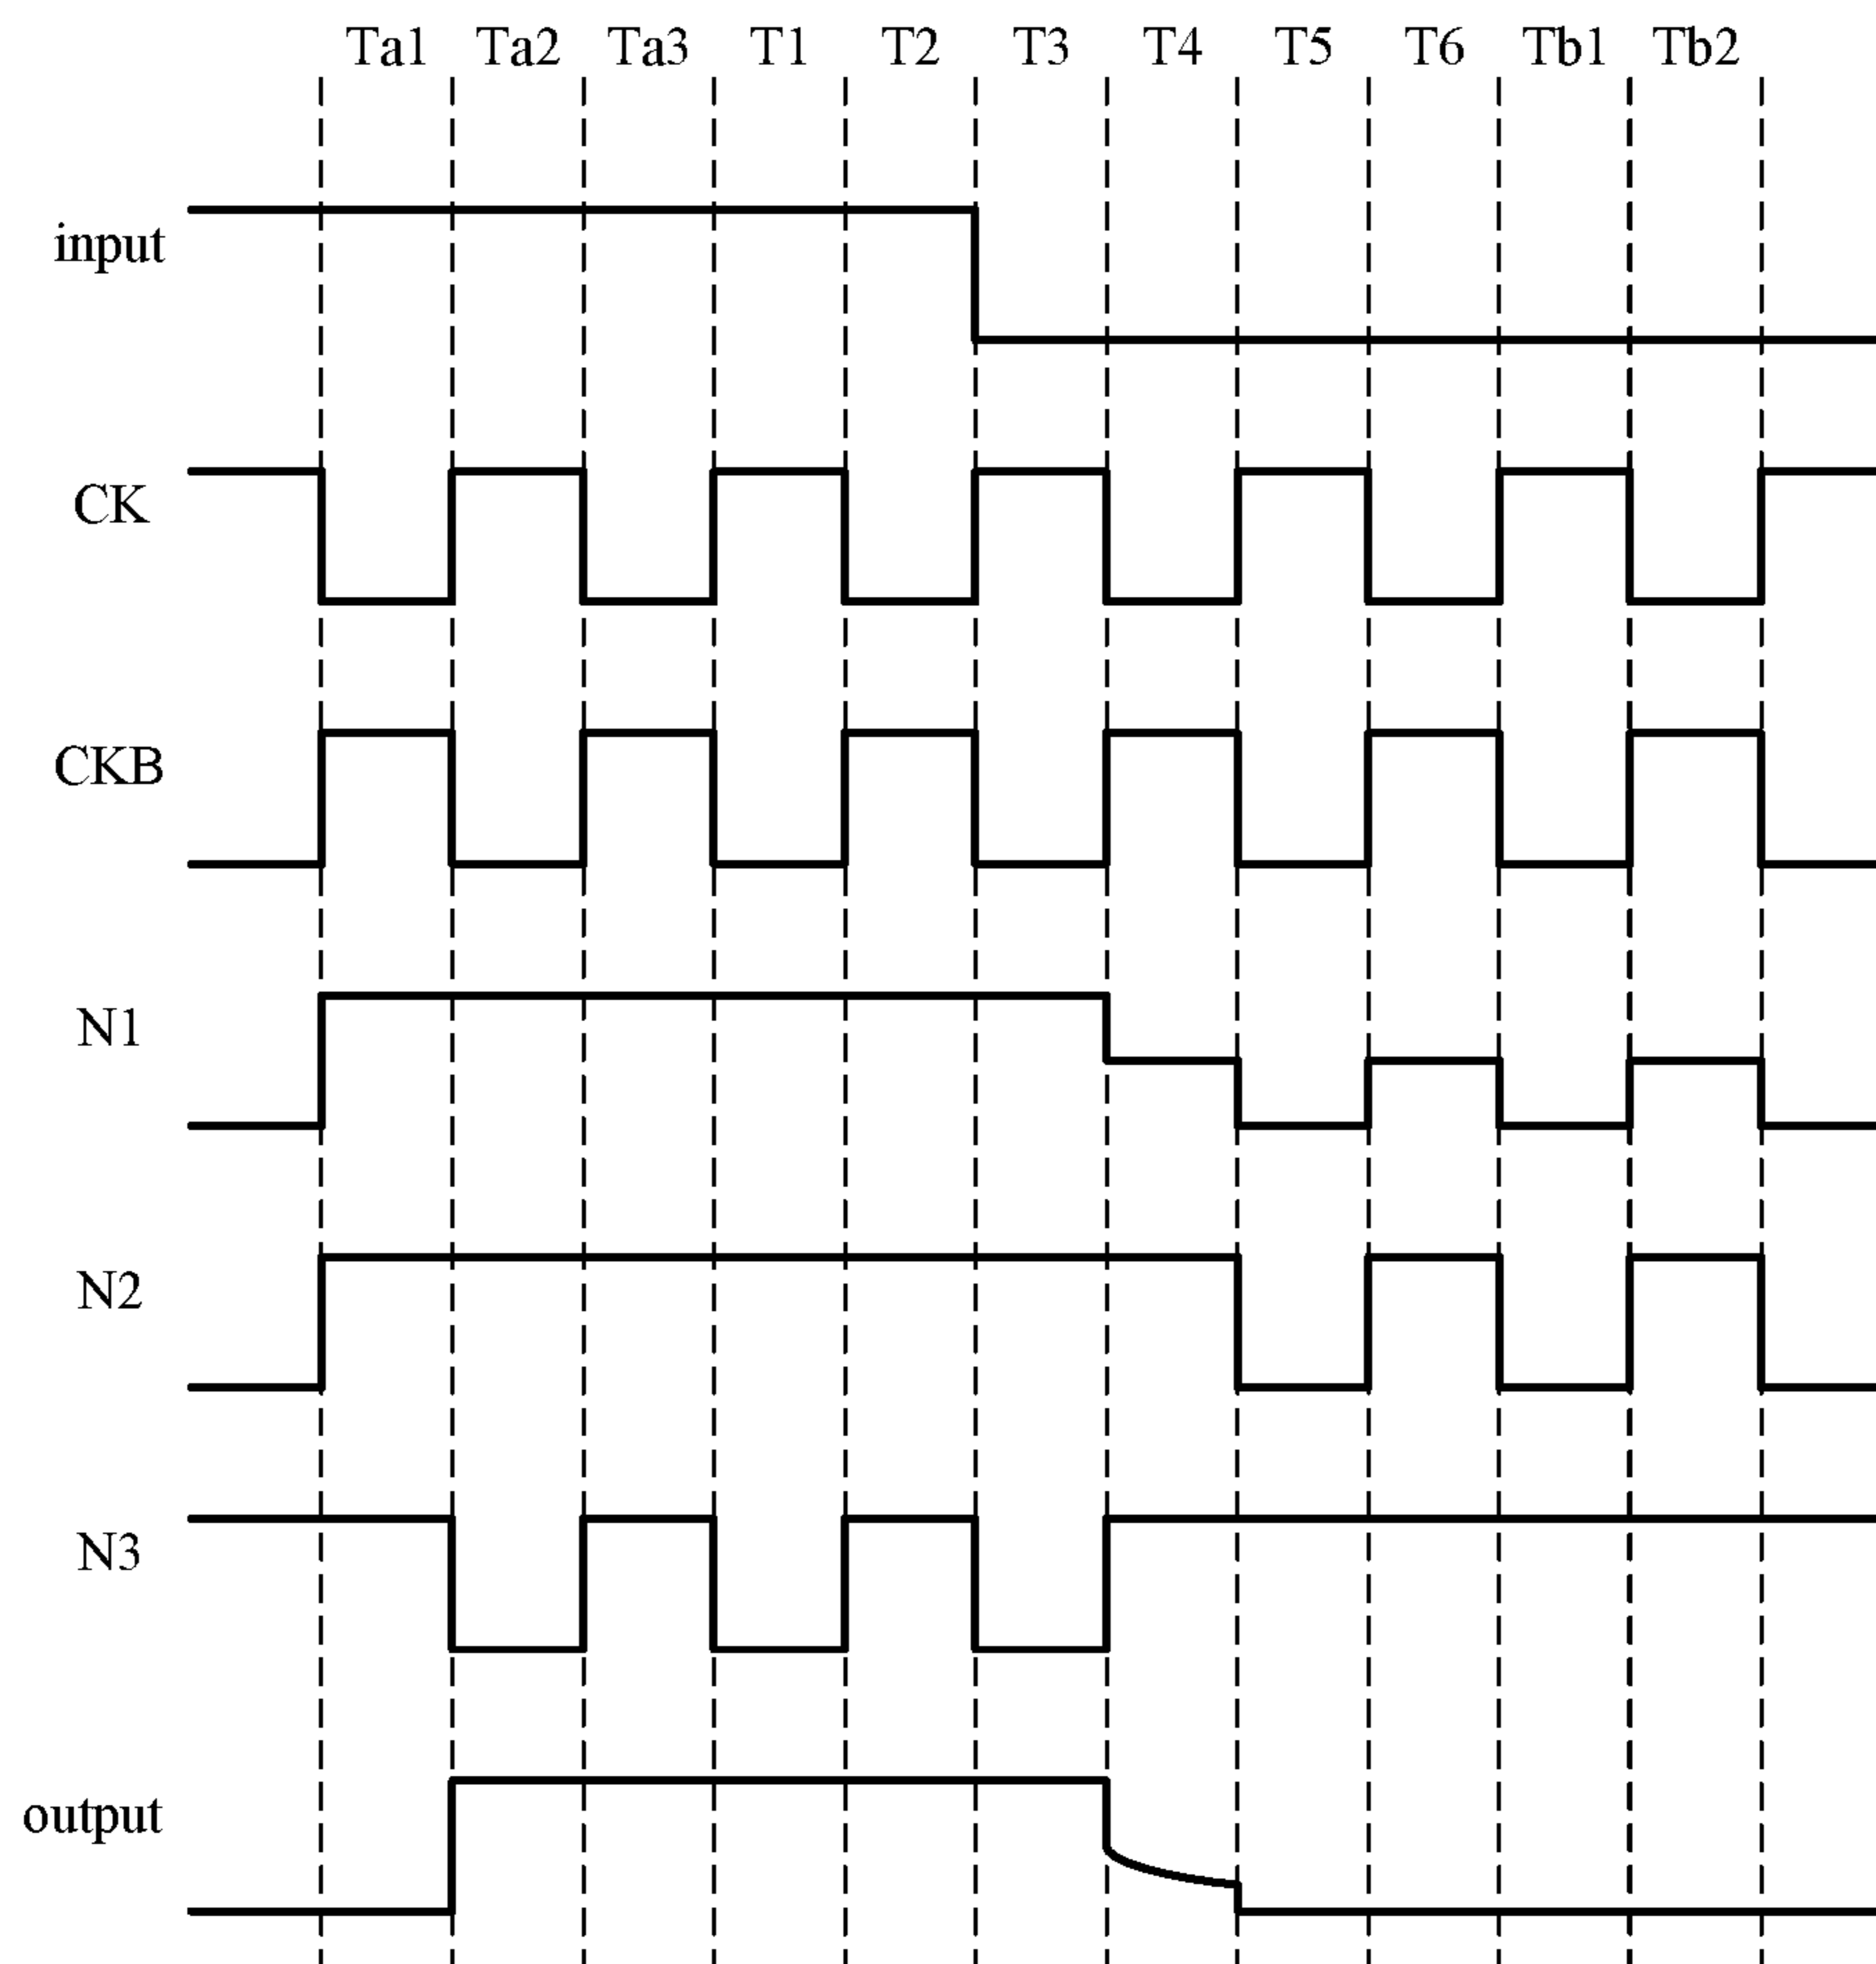 Ta1 Ta2 Ta3 T1 T2 T3 T4 T5 T6 Tb1 Tb2
input
CK
CKB
N1
N2
N3
output